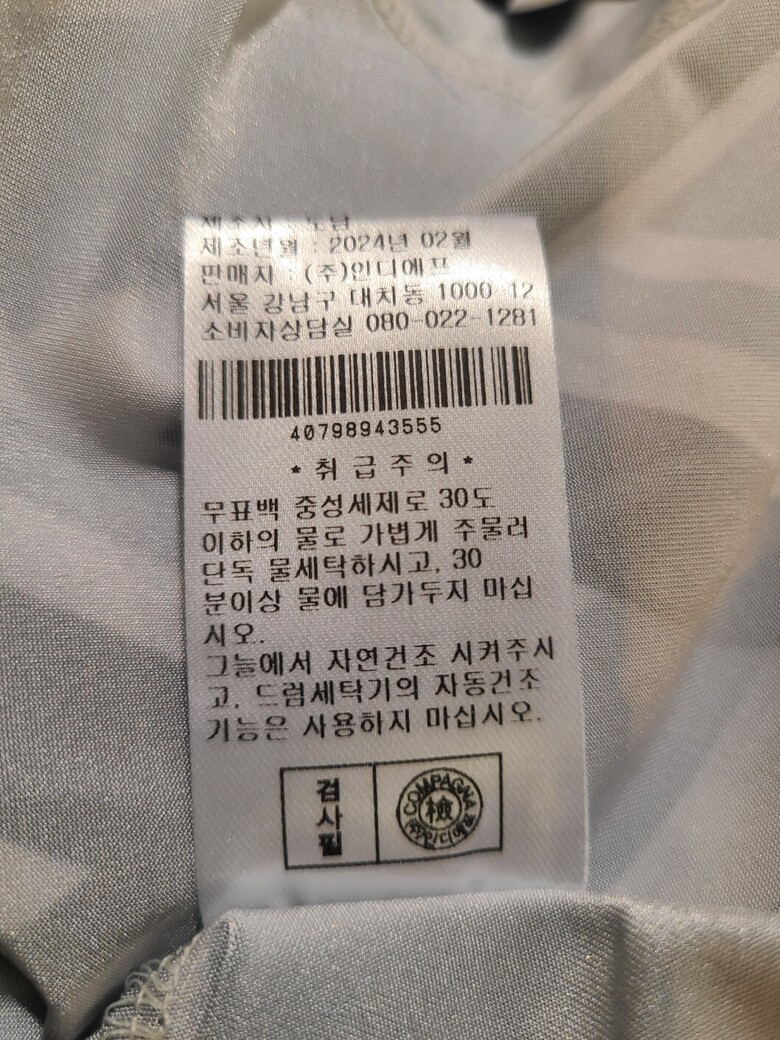 제조년월 : 2024년 02월
판매자 : (주)인디에프
서울 강남구 대치동 1000-12
소비자상담실 080-022-1281
40798943555
* 취 급 주 의 *
무표백 중성세제로 30도
이하의 물로 가볍게 주물러
단독 물세탁하시고, 30
분이상 물에 담가두지 마십
시오.
그늘에서 자연건조 시켜주시
고, 드럼세탁기의 자동건조
기능은 사용하지 마십시오.
검사필
COMPAGNA
檢
(주)인디에프